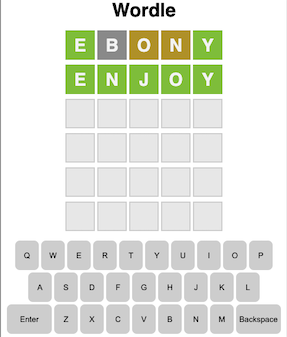 Wordle
E B O N Y
E N J O Y
Q W E R T Y U I O P
A S D F G H J K L
Enter Z X C V B N M Backspace